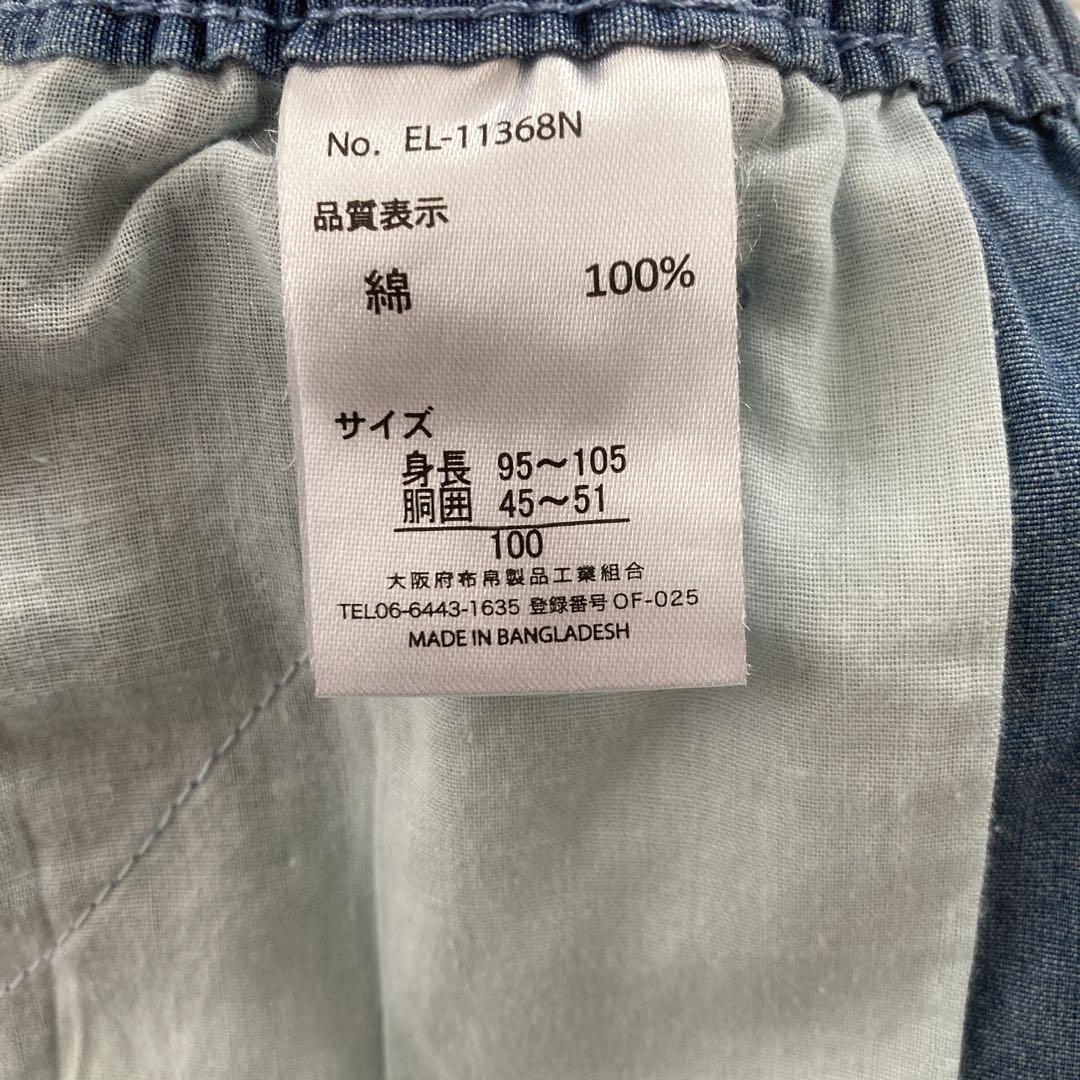 No. EL-11368N
品質表示
綿 100%
サイズ
身長 95～105
胴囲 45～51
100
大阪府布帛製品工業組合
TEL06-6443-1635 登録番号OF-025
MADE IN BANGLADESH